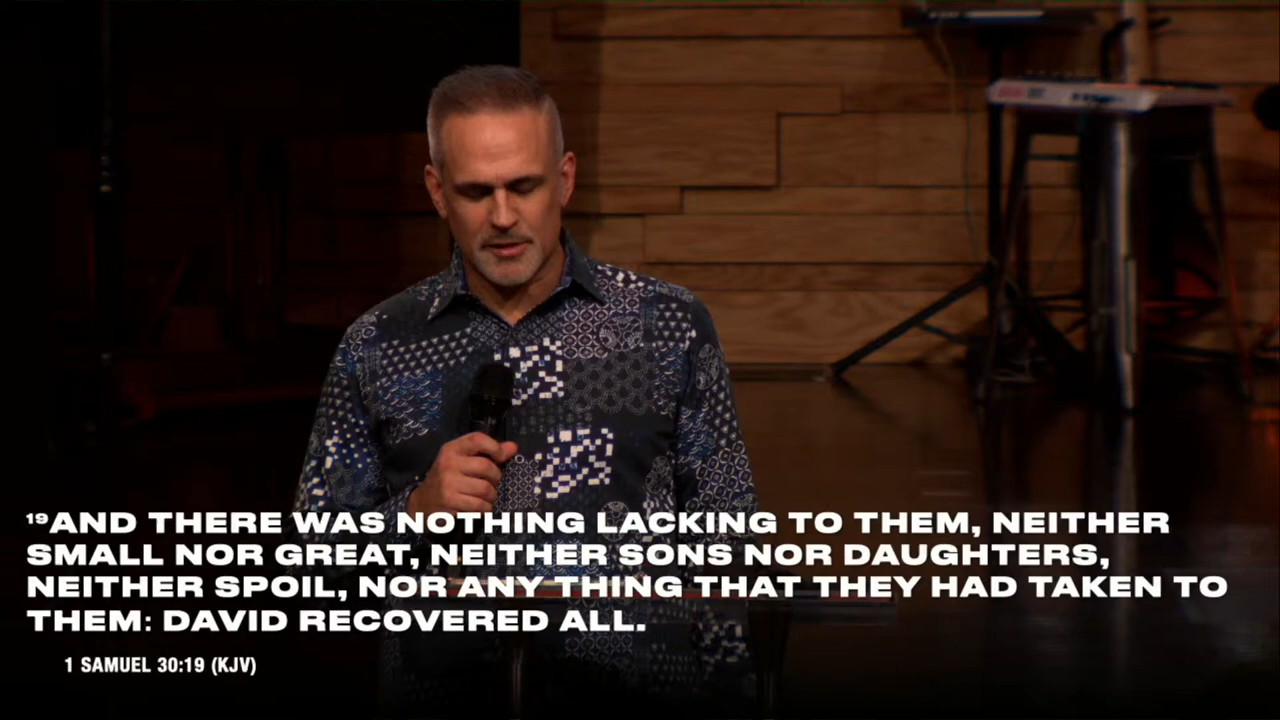 ¹⁹AND THERE WAS NOTHING LACKING TO THEM, NEITHER
SMALL NOR GREAT, NEITHER SONS NOR DAUGHTERS,
NEITHER SPOIL, NOR ANY THING THAT THEY HAD TAKEN TO
THEM: DAVID RECOVERED ALL.
1 SAMUEL 30:19 (KJV)